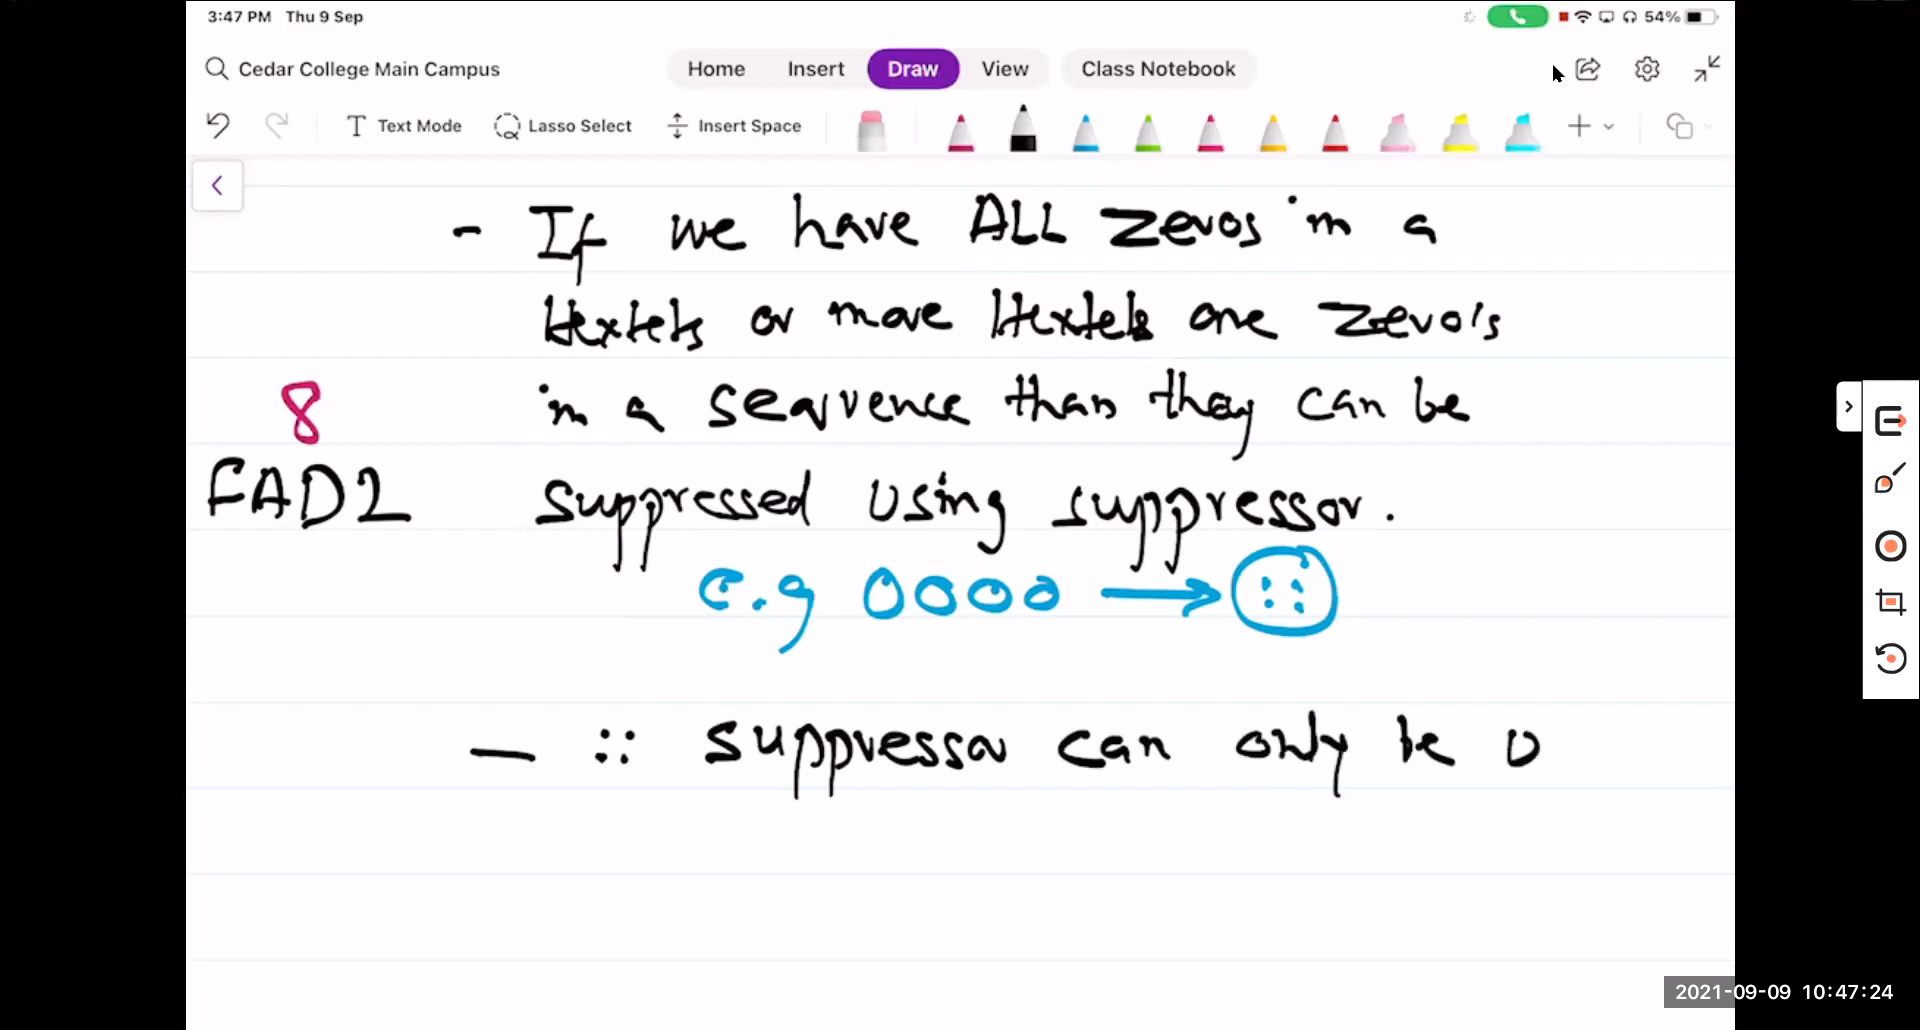 3:47 PM Thu 9 Sep
54%
Cedar College Main Campus
Home Insert Draw View Class Notebook
Text Mode Lasso Select Insert Space
- If we have ALL zeros in a
Hextets or more Hextets are zero's
8
in a seqvence than they can be
FAD2
suppressed using suppressor.
e.g 0000 → ::
- :: suppressor can only be u
2021-09-09 10:47:24